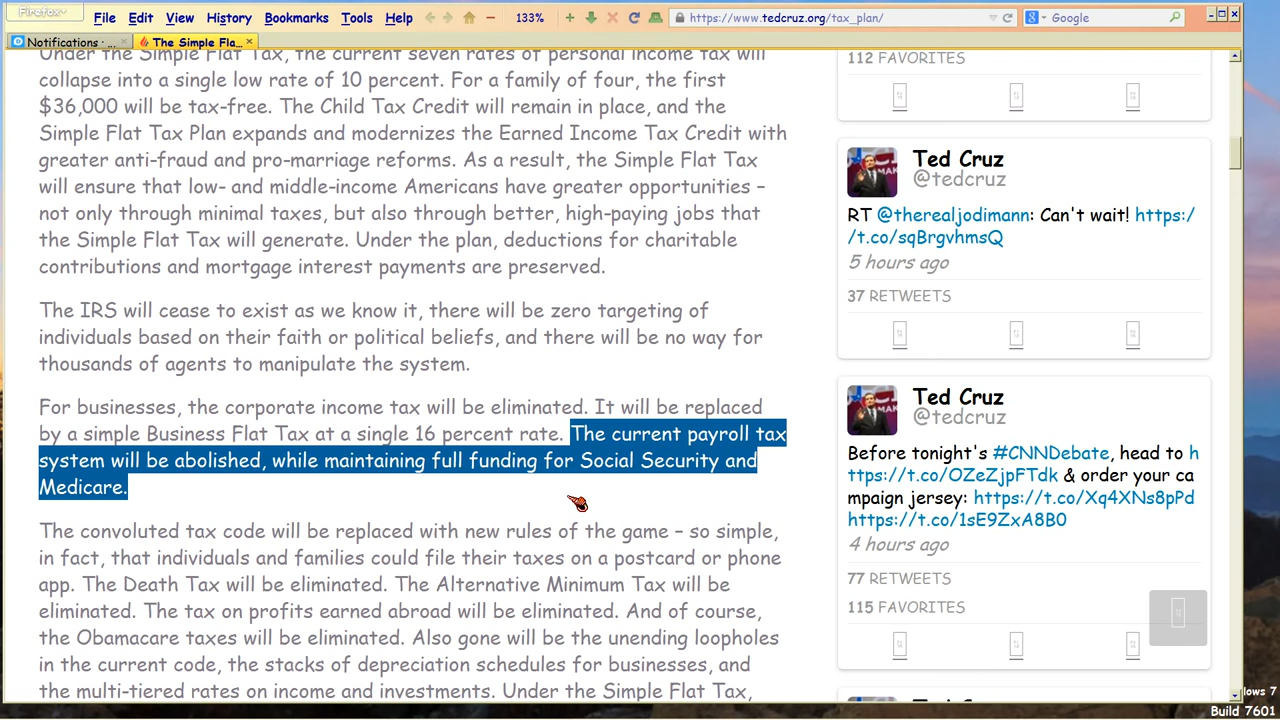 Firefox
File Edit View History Bookmarks Tools Help 133% https://www.tedcruz.org/tax_plan/ Google
Notifications · ... The Simple Fla...
Under the Simple Flat Tax, the current seven rates of personal income tax will
collapse into a single low rate of 10 percent. For a family of four, the first
$36,000 will be tax-free. The Child Tax Credit will remain in place, and the
Simple Flat Tax Plan expands and modernizes the Earned Income Tax Credit with
greater anti-fraud and pro-marriage reforms. As a result, the Simple Flat Tax
will ensure that low- and middle-income Americans have greater opportunities –
not only through minimal taxes, but also through better, high-paying jobs that
the Simple Flat Tax will generate. Under the plan, deductions for charitable
contributions and mortgage interest payments are preserved.
The IRS will cease to exist as we know it, there will be zero targeting of
individuals based on their faith or political beliefs, and there will be no way for
thousands of agents to manipulate the system.
For businesses, the corporate income tax will be eliminated. It will be replaced
by a simple Business Flat Tax at a single 16 percent rate. The current payroll tax
system will be abolished, while maintaining full funding for Social Security and
Medicare.
The convoluted tax code will be replaced with new rules of the game – so simple,
in fact, that individuals and families could file their taxes on a postcard or phone
app. The Death Tax will be eliminated. The Alternative Minimum Tax will be
eliminated. The tax on profits earned abroad will be eliminated. And of course,
the Obamacare taxes will be eliminated. Also gone will be the unending loopholes
in the current code, the stacks of depreciation schedules for businesses, and
the multi-tiered rates on income and investments. Under the Simple Flat Tax,
112 FAVORITES
Ted Cruz
@tedcruz
RT @therealjodimann: Can't wait! https:/
/t.co/sqBrgvhmsQ
5 hours ago
37 RETWEETS
Ted Cruz
@tedcruz
Before tonight's #CNNDebate, head to h
ttps://t.co/OZeZjpFTdk & order your ca
mpaign jersey: https://t.co/Xq4XNs8pPd
https://t.co/1sE9ZxA8B0
4 hours ago
77 RETWEETS
115 FAVORITES
lows 7
Build 7601